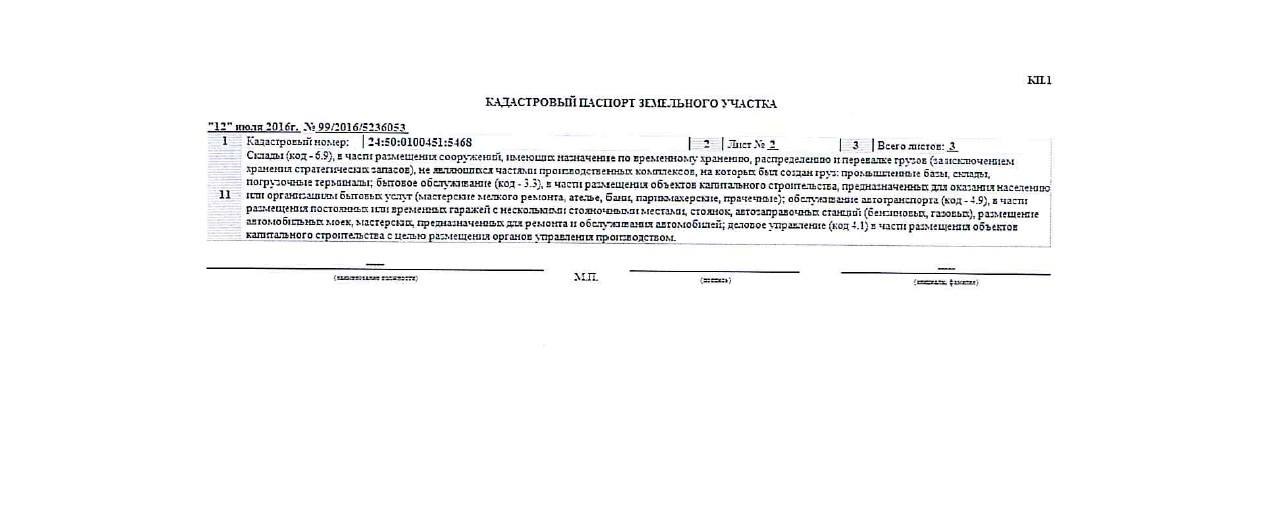 КП.1
КАДАСТРОВЫЙ ПАСПОРТ ЗЕМЕЛЬНОГО УЧАСТКА
"12" июля 2016г. № 99/2016/5236053
1 Кадастровый номер: 24:50:0100451:5468 2 Лист № 2 3 Всего листов: 3
Склады (код - 6.9), в части размещения сооружений, имеющих назначение по временному хранению, распределению и перевалке грузов (за исключением
хранения стратегических запасов), не являющихся частями производственных комплексов, на которых был создан груз: промышленные базы, склады,
погрузочные терминалы; бытовое обслуживание (код - 3.3), в части размещения объектов капитального строительства, предназначенных для оказания населению
11 или организациям бытовых услуг (мастерские мелкого ремонта, ателье, бани, парикмахерские, прачечные); обслуживание автотранспорта (код - 4.9), в части
размещения постоянных или временных гаражей с несколькими стояночными местами, стоянок, автозаправочных станций (бензиновых, газовых), размещение
автомобильных моек, мастерских, предназначенных для ремонта и обслуживания автомобилей; деловое управление (код 4.1) в части размещения объектов
капитального строительства с целью размещения органов управления производством.
М.П.
(наименование должности) (подпись) (инициалы, фамилия)